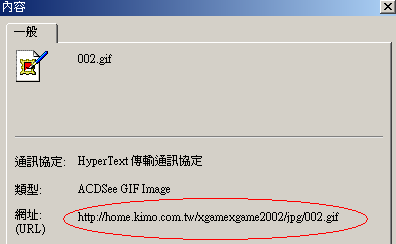 內容
一般
002.gif
通訊協定: HyperText 傳輸通訊協定
類型: ACDSee GIF Image
網址: http://home.kimo.com.tw/xgamexgame2002/jpg/002.gif
(URL)